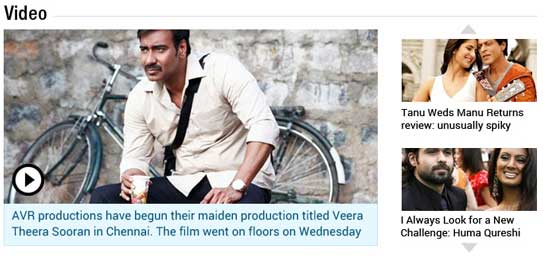 Video
AVR productions have begun their maiden production titled Veera
Theera Sooran in Chennai. The film went on floors on Wednesday
Tanu Weds Manu Returns
review: unusually spiky
I Always Look for a New
Challenge: Huma Qureshi